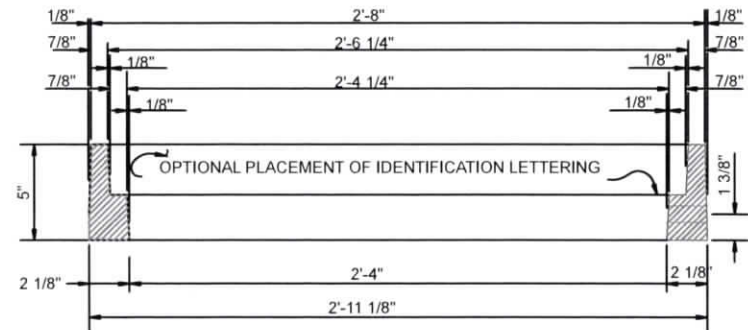 1/8" 2'-8" 1/8"
7/8" 2'-6 1/4" 7/8"
1/8" 1/8"
7/8" 2'-4 1/4" 7/8"
1/8" 1/8"
OPTIONAL PLACEMENT OF IDENTIFICATION LETTERING
5"
1 3/8"
2 1/8" 2'-4" 2 1/8"
2'-11 1/8"